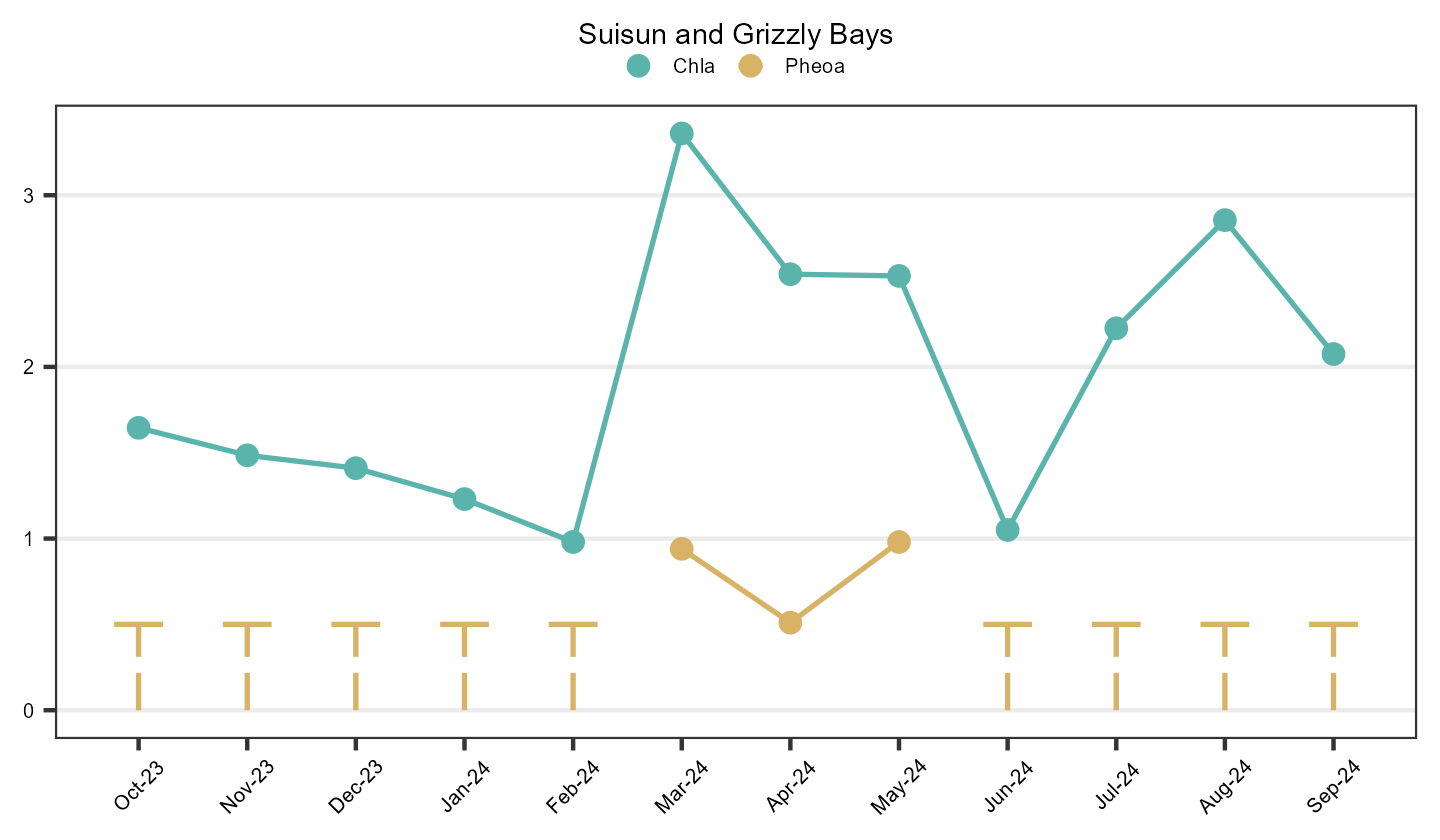 Suisun and Grizzly Bays
Chla Pheoa
3
2
1
0
Oct-23 Nov-23 Dec-23 Jan-24 Feb-24 Mar-24 Apr-24 May-24 Jun-24 Jul-24 Aug-24 Sep-24